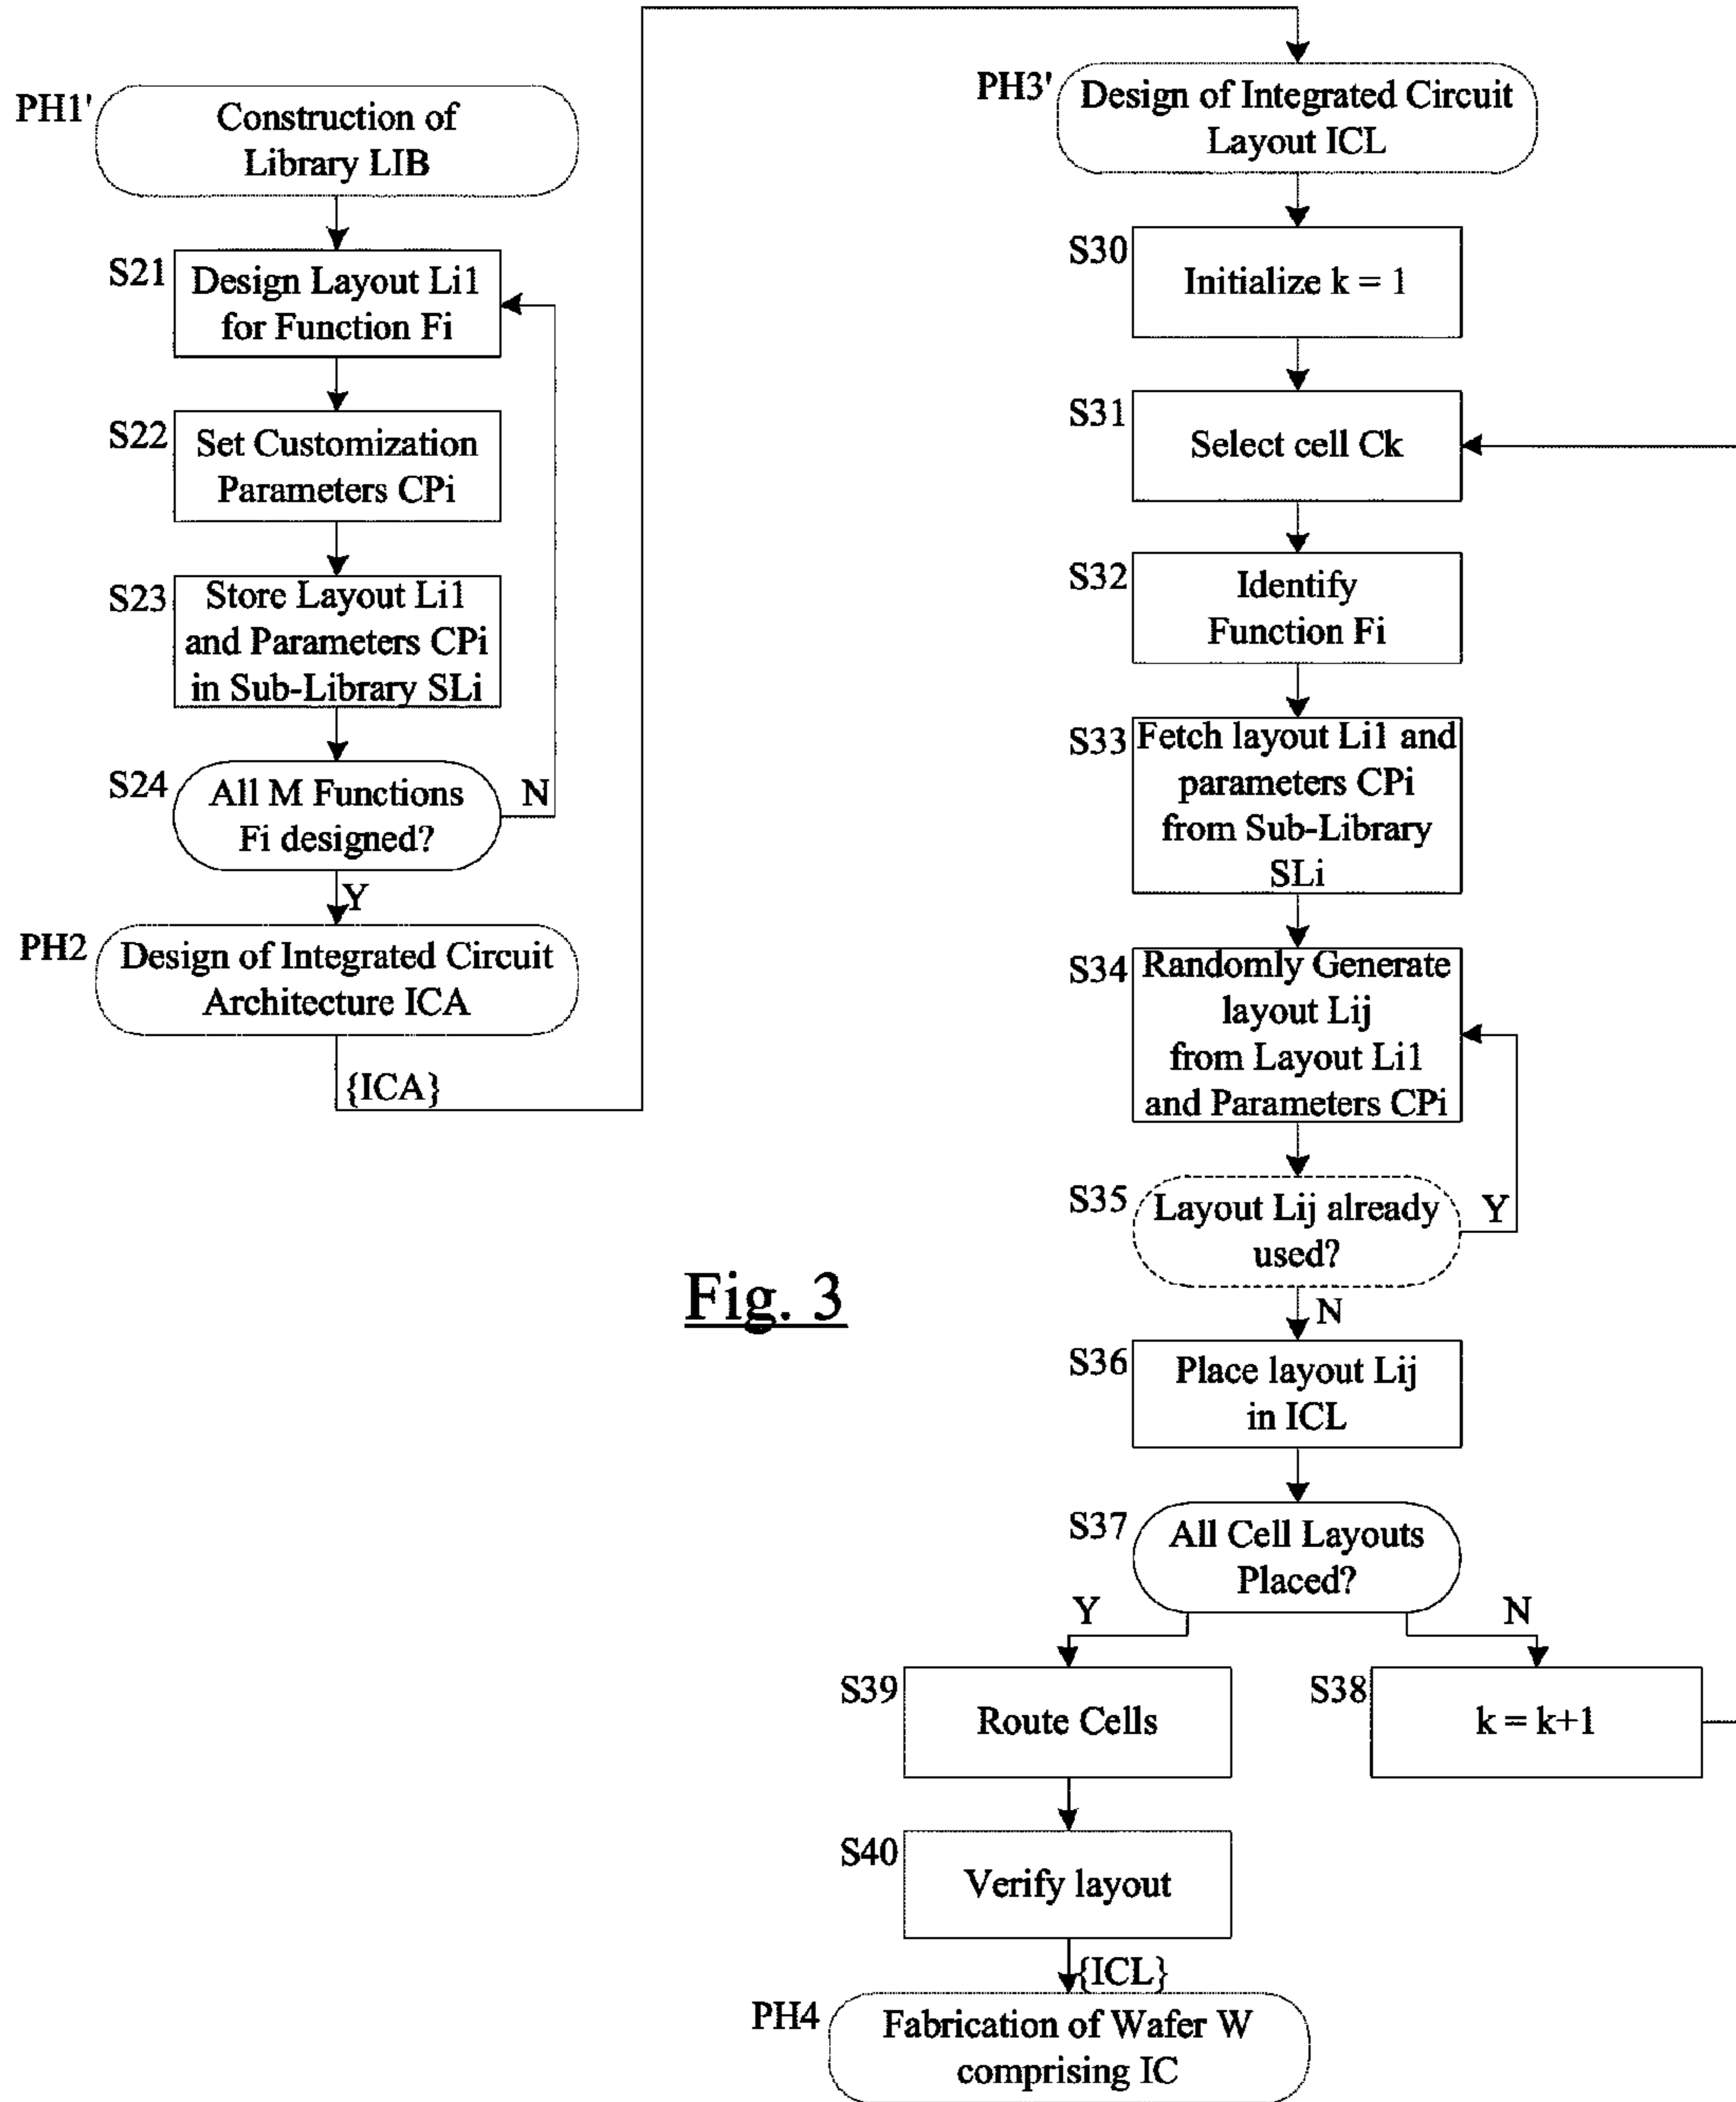 PH1'
Construction of
Library LIB
S21
Design Layout Li1
for Function Fi
S22
Set Customization
Parameters CPi
S23
Store Layout Li1
and Parameters CPi
in Sub-Library SLi
S24
All M Functions
Fi designed?
N
Y
PH2
Design of Integrated Circuit
Architecture ICA
{ICA}
PH3'
Design of Integrated Circuit
Layout ICL
S30
Initialize k = 1
S31
Select cell Ck
S32
Identify
Function Fi
S33
Fetch layout Li1 and
parameters CPi
from Sub-Library
SLi
S34
Randomly Generate
layout Lij
from Layout Li1
and Parameters CPi
S35
Layout Lij already
used?
Y
N
S36
Place layout Lij
in ICL
S37
All Cell Layouts
Placed?
Y
N
S39
Route Cells
S38
k = k+1
S40
Verify layout
{ICL}
PH4
Fabrication of Wafer W
comprising IC
Fig. 3